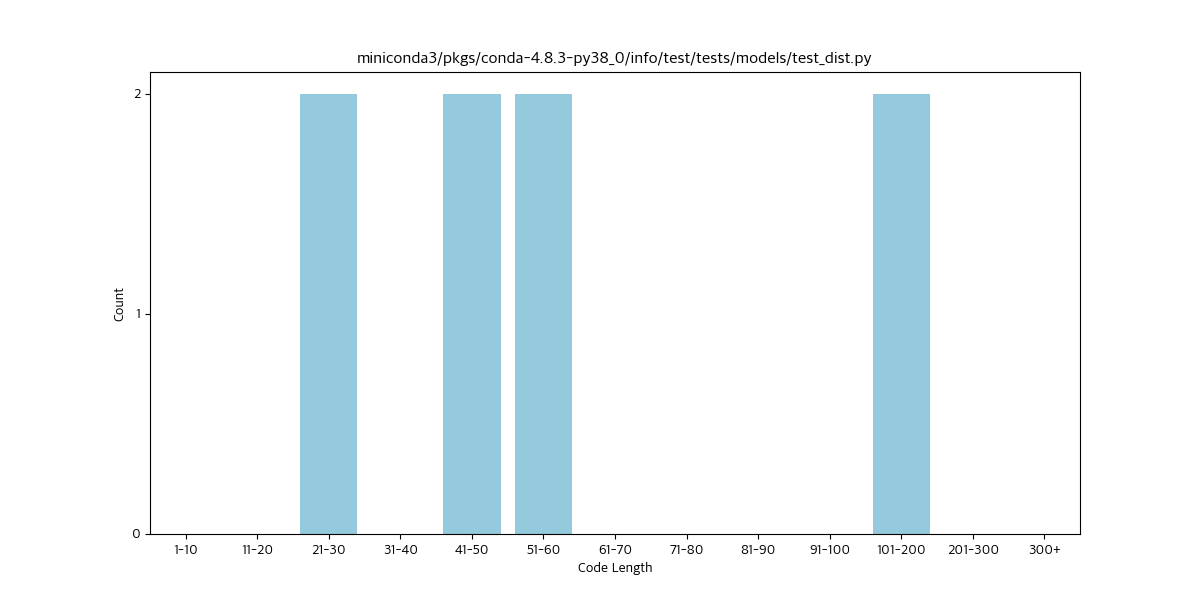 miniconda3/pkgs/conda-4.8.3-py38_0/info/test/tests/models/test_dist.py
2
1
0
Count
1-10 11-20 21-30 31-40 41-50 51-60 61-70 71-80 81-90 91-100 101-200 201-300 300+
Code Length